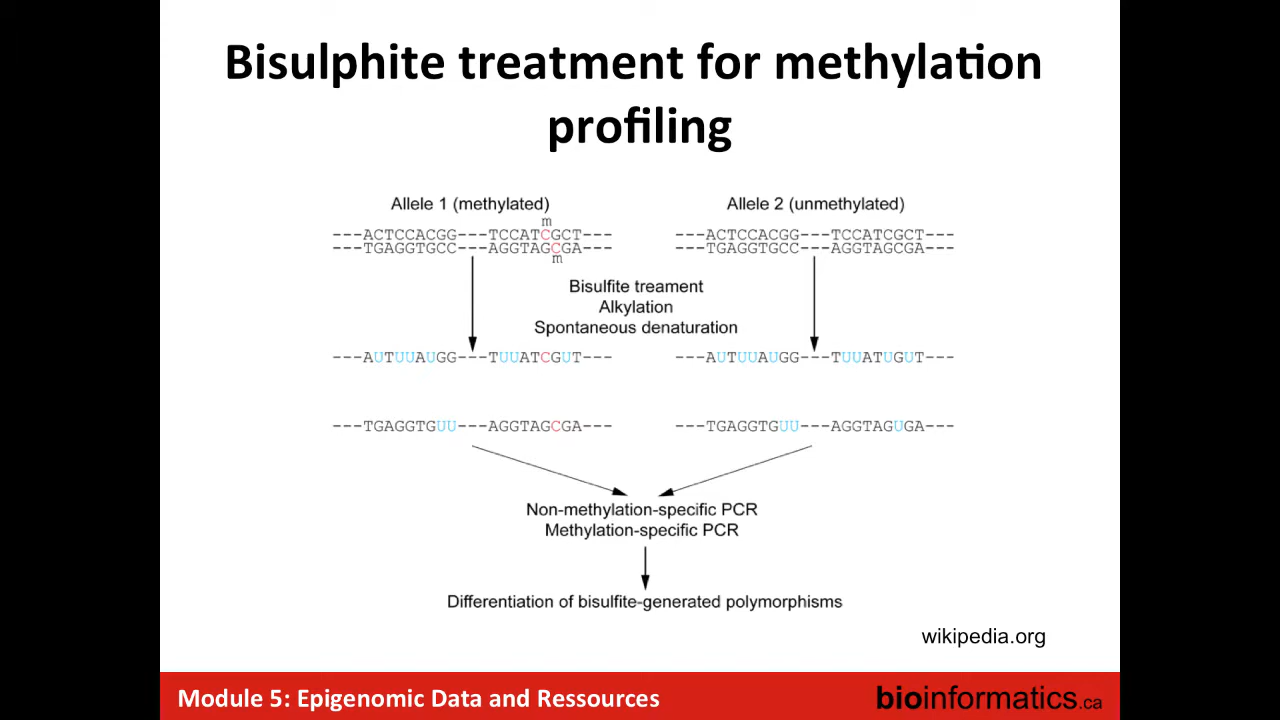 Bisulphite treatment for methylation
profiling
Allele 1 (methylated)
m
---ACTCCACGG---TCCATCGCT---
---TGAGGTGCC---AGGTAGCGA---
m
Allele 2 (unmethylated)
---ACTCCACGG---TCCATCGCT---
---TGAGGTGCC---AGGTAGCGA---
Bisulfite treament
Alkylation
Spontaneous denaturation
---AUTUUAUGG---TUUATCGUT---
---AUTUUAUGG---TUUATUGUT---
---TGAGGTGUU---AGGTAGCGA---
---TGAGGTGUU---AGGTAGUGA---
Non-methylation-specific PCR
Methylation-specific PCR
Differentiation of bisulfite-generated polymorphisms
wikipedia.org
Module 5: Epigenomic Data and Ressources
bioinformatics.ca